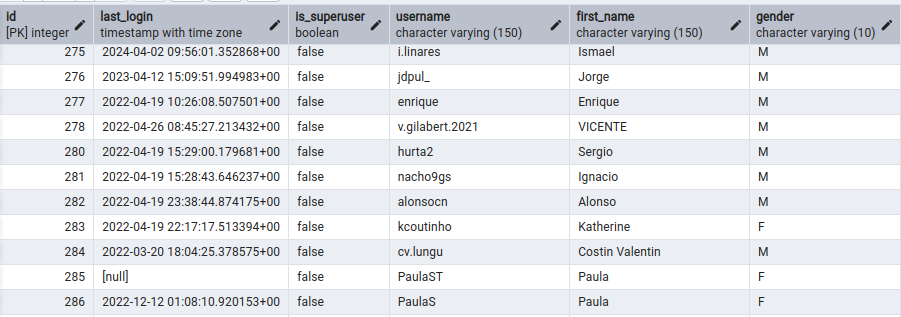 id last_login is_superuser username first_name gender
[PK] integer timestamp with time zone boolean character varying (150) character varying (150) character varying (10)
275 2024-04-02 09:56:01.352868+00 false i.linares Ismael M
276 2023-04-12 15:09:51.994983+00 false jdpul_ Jorge M
277 2022-04-19 10:26:08.507501+00 false enrique Enrique M
278 2022-04-26 08:45:27.213432+00 false v.gilabert.2021 VICENTE M
280 2022-04-19 15:29:00.179681+00 false hurta2 Sergio M
281 2022-04-19 15:28:43.646237+00 false nacho9gs Ignacio M
282 2022-04-19 23:38:44.874175+00 false alonsocn Alonso M
283 2022-04-19 22:17:17.513394+00 false kcoutinho Katherine F
284 2022-03-20 18:04:25.378575+00 false cv.lungu Costin Valentin M
285 [null] false PaulaST Paula F
286 2022-12-12 01:08:10.920153+00 false PaulaS Paula F